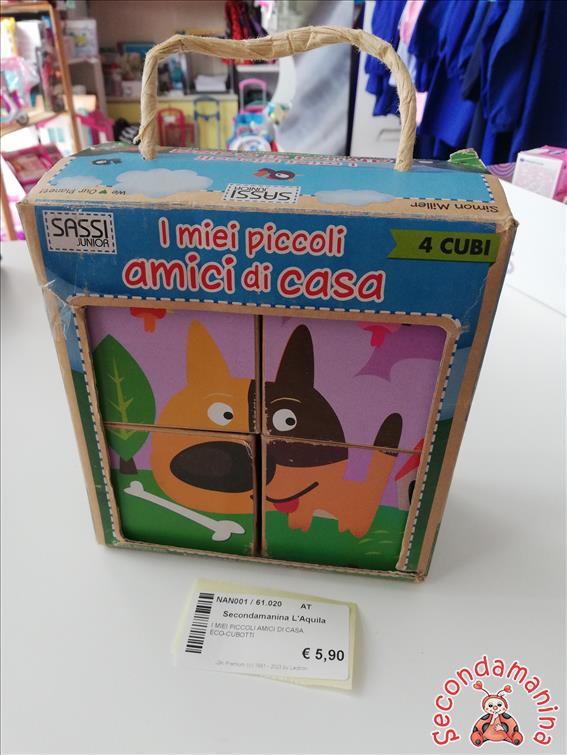 We ♥ Our Planet!
SASSI
JUNIOR
Simon Miller
SASSI
JUNIOR
I miei piccoli
amici di casa
4 CUBI
NAN001 / 61.020 AT
Secondamanina L'Aquila
I MIEI PICCOLI AMICI DI CASA
ECO-CUBOTTI
€ 5,90
Secondamanina